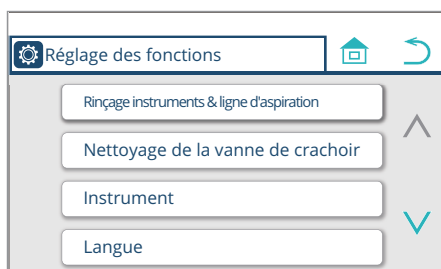 Réglage des fonctions
Rinçage instruments & ligne d'aspiration
Nettoyage de la vanne de crachoir
Instrument
Langue